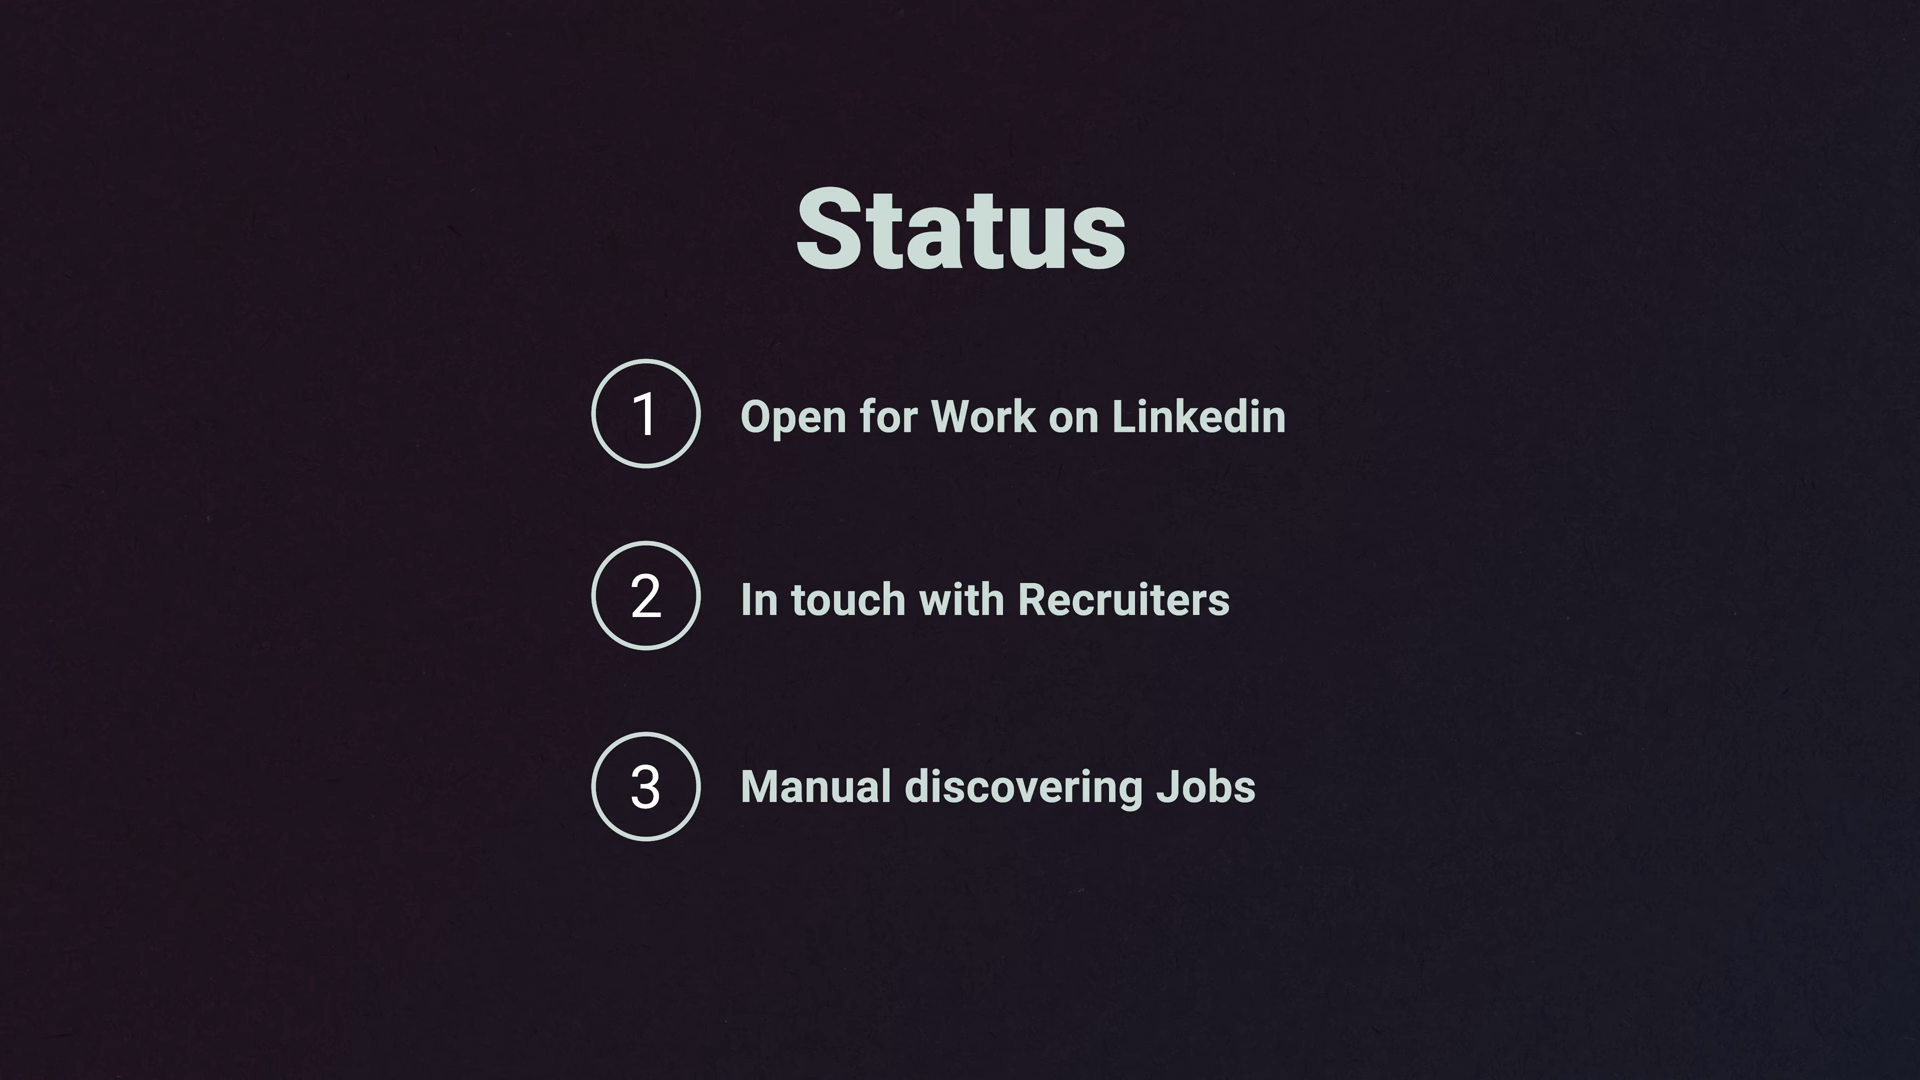 Status
1 Open for Work on Linkedin
2 In touch with Recruiters
3 Manual discovering Jobs